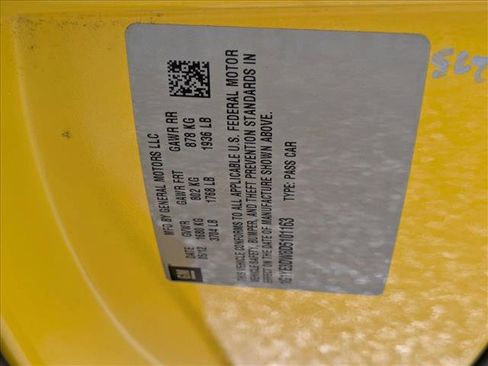 GM
MFD BY GENERAL MOTORS LLC
DATE GVWR GAWR FRT GAWR RR
05/12 1680 KG 802 KG 878 KG
3704 LB 1768 LB 1936 LB
THIS VEHICLE CONFORMS TO ALL APPLICABLE U.S. FEDERAL MOTOR
VEHICLE SAFETY, BUMPER, AND THEFT PREVENTION STANDARDS IN
EFFECT ON THE DATE OF MANUFACTURE SHOWN ABOVE.
TYPE: PASS CAR